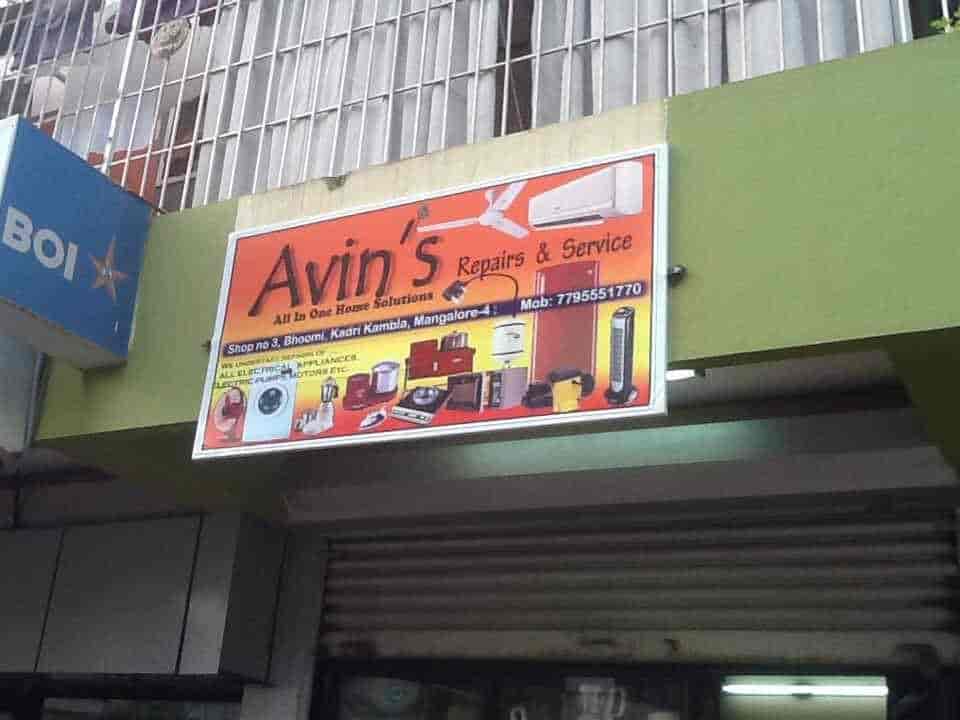 BOI
Avin's
Repairs & Service
All In One Home Solutions
Shop no 3, Bhoomi, Kadri Kambla, Mangalore-4 : Mob: 7795551770
WE UNDERTAKE REPAIRS OF
ALL ELECTRICAL APPLIANCES,
ELECTRIC PUMPS MOTORS ETC.